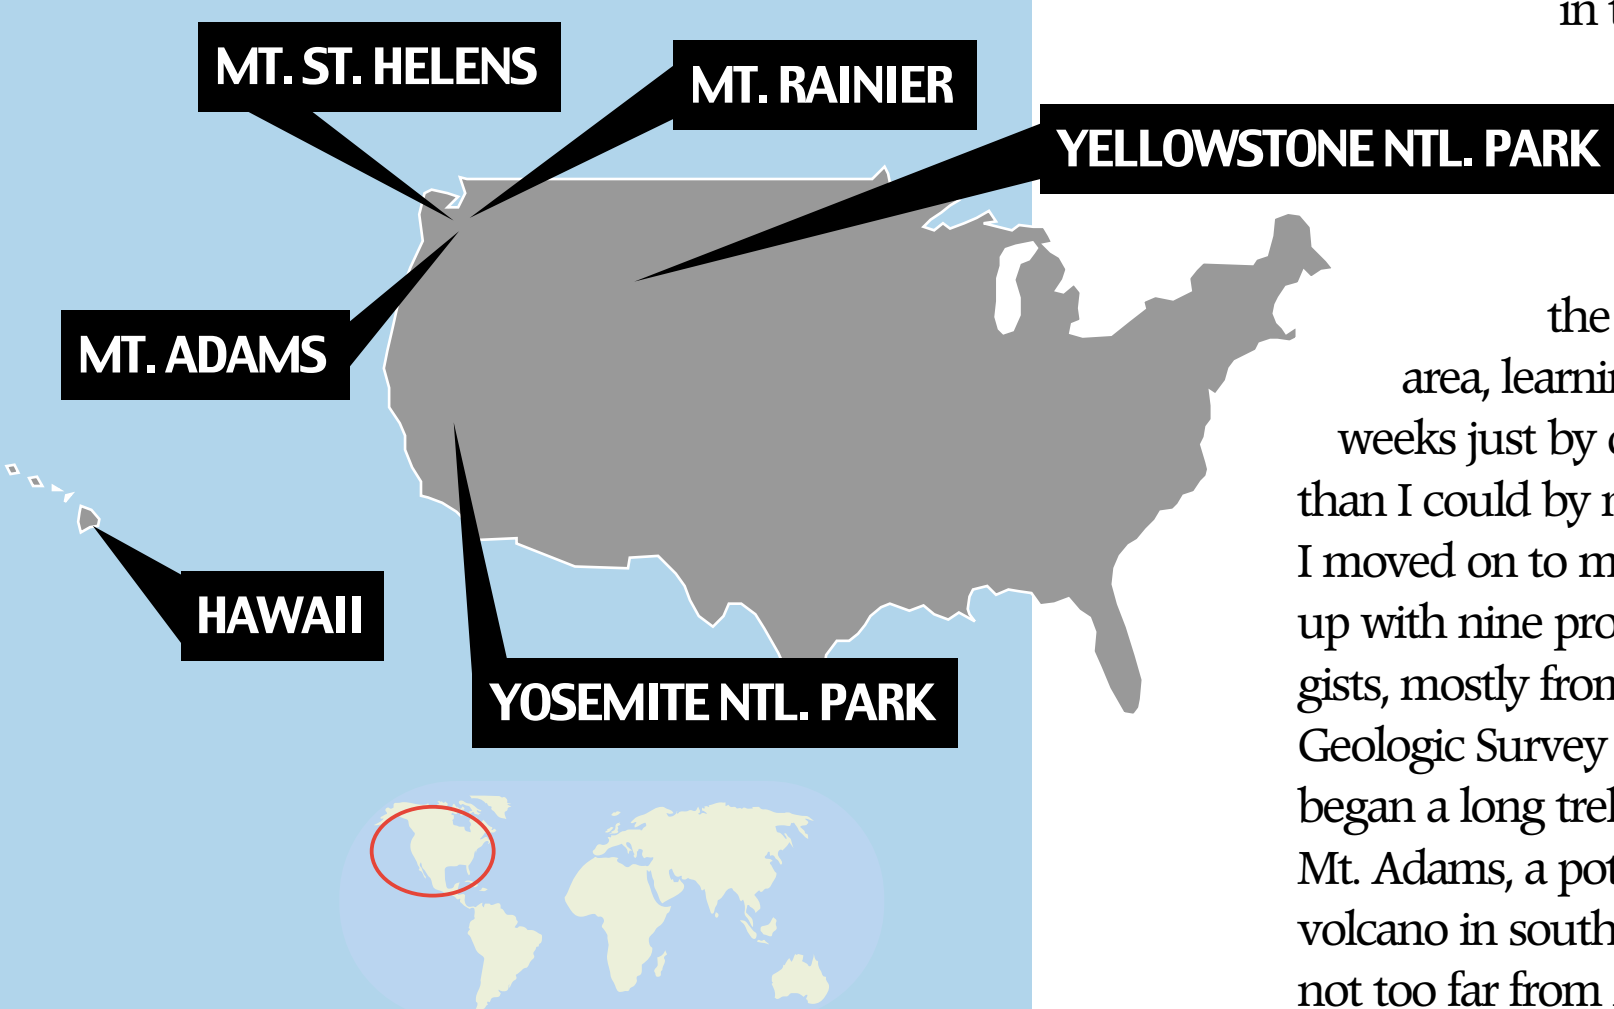 MT. ST. HELENS
MT. RAINIER
YELLOWSTONE NTL. PARK
MT. ADAMS
HAWAII
YOSEMITE NTL. PARK
in
the
area,
weeks just by
than I could by
I moved on to
up with nine
gists, mostly
Geologic Survey
began a long
Mt. Adams, a
volcano in
not too far from